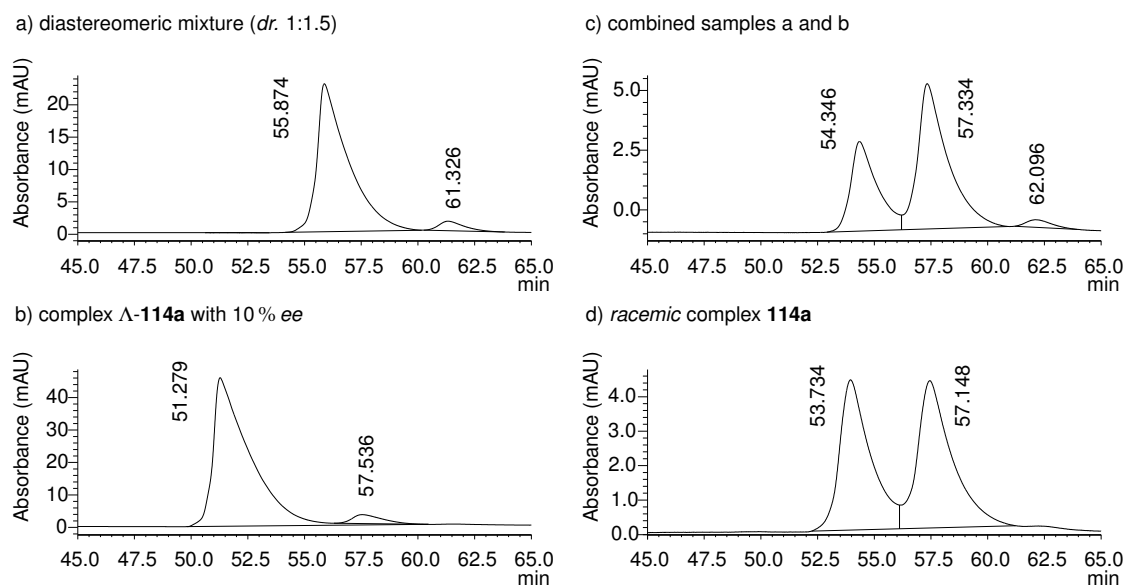 a) diastereomeric mixture (dr. 1:1.5)
Absorbance (mAU)
20
15
10
5
0
55.874
61.326
45.0 47.5 50.0 52.5 55.0 57.5 60.0 62.5 65.0
min
c) combined samples a and b
Absorbance (mAU)
5.0
2.5
0.0
54.346
57.334
62.096
45.0 47.5 50.0 52.5 55.0 57.5 60.0 62.5 65.0
min
b) complex Λ-114a with 10 % ee
Absorbance (mAU)
40
30
20
10
0
51.279
57.536
45.0 47.5 50.0 52.5 55.0 57.5 60.0 62.5 65.0
min
d) racemic complex 114a
Absorbance (mAU)
4.0
3.0
2.0
1.0
0.0
53.734
57.148
45.0 47.5 50.0 52.5 55.0 57.5 60.0 62.5 65.0
min